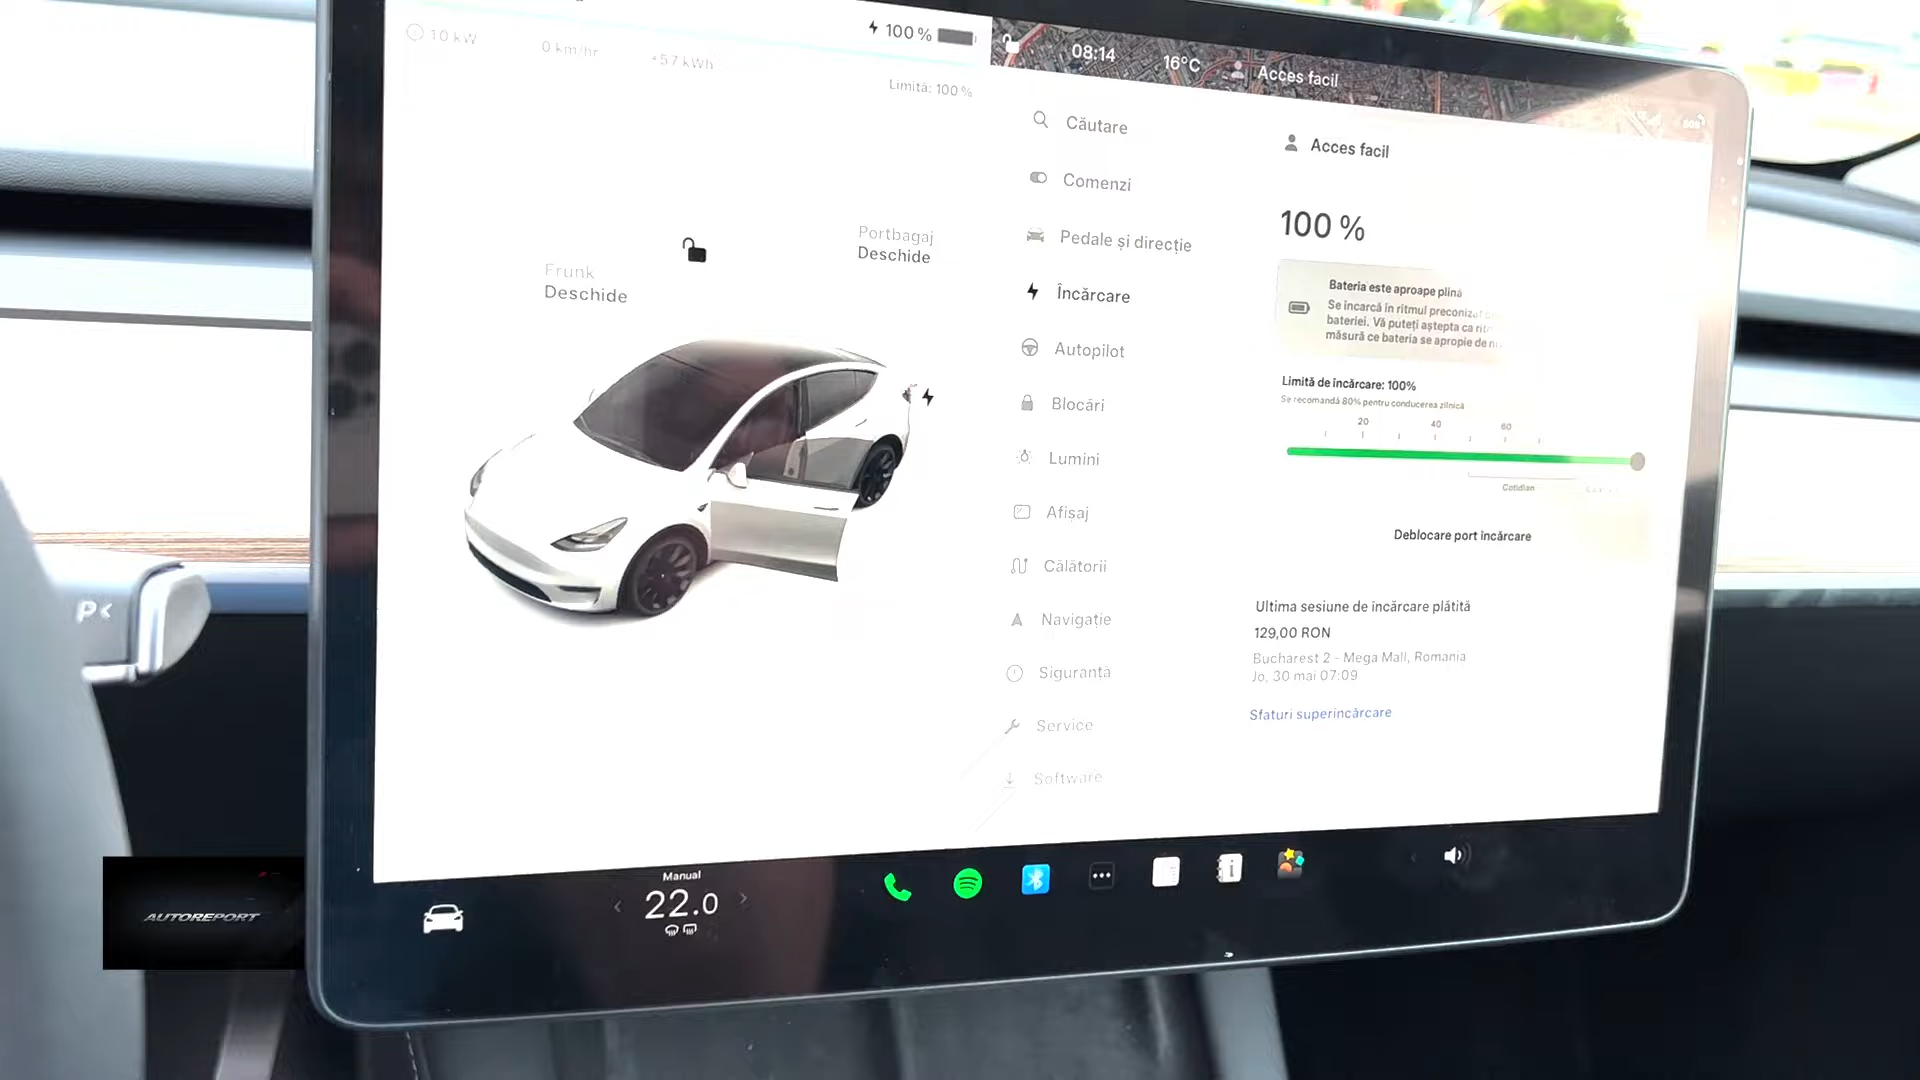 10 kW
0 km/hr
+57 kWh
100 %
Limită: 100 %
Frunk
Deschide
Portbagaj
Deschide
08:14
16°C
Acces facil
SOS
Căutare
Comenzi
Pedale și direcție
Încărcare
Autopilot
Blocări
Lumini
Afișaj
Călătorii
Navigație
Siguranță
Service
Software
Acces facil
100 %
Bateria este aproape plină
Se încarcă în ritmul preconizat
bateriei. Vă puteți aștepta ca
măsură ce bateria se apropie de
Limită de încărcare: 100%
Se recomandă 80% pentru conducerea zilnică
20 40 60
Cotidian
Deblocare port încărcare
Ultima sesiune de încărcare plătită
129,00 RON
Bucharest 2 - Mega Mall, Romania
Jo, 30 mai 07:09
Sfaturi superîncărcare
P<
AUTOREPORT
Manual
22.0